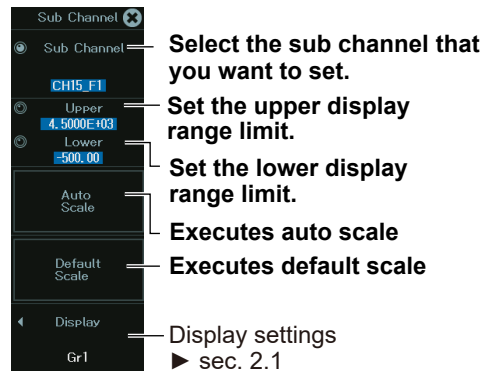 Sub Channel
Sub Channel
Select the sub channel that
you want to set.
CH15_F1
Upper
4.5000E+03
Set the upper display
range limit.
Lower
-500.00
Set the lower display
range limit.
Auto
Scale
Executes auto scale
Default
Scale
Executes default scale
Display
Gr1
Display settings
► sec. 2.1